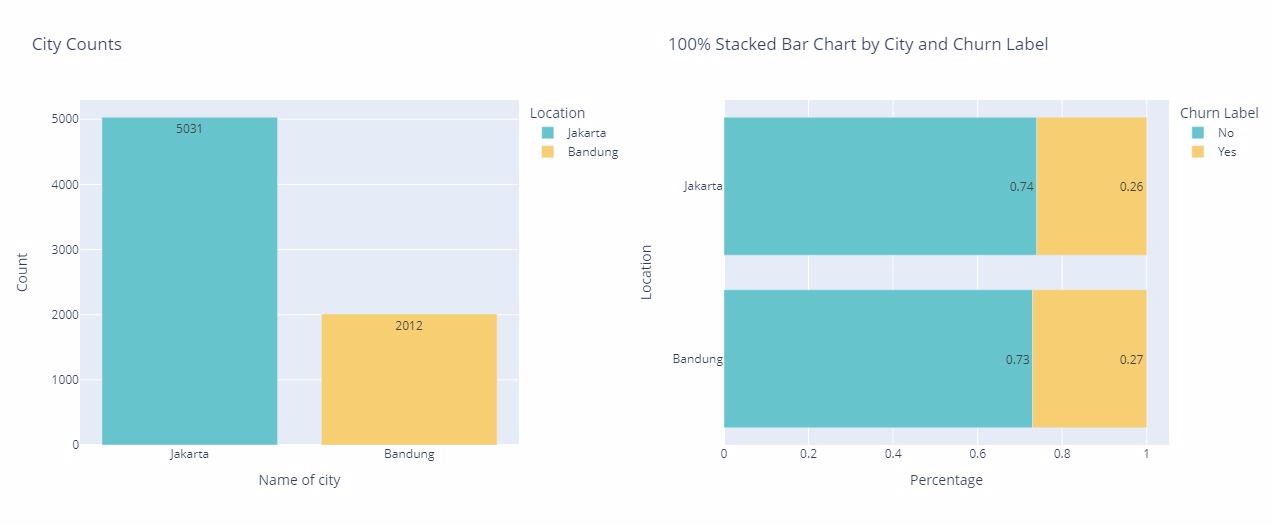 City Counts
5000
4000
3000
2000
1000
0
Count
5031
2012
Jakarta
Bandung
Name of city
Location
Jakarta
Bandung
100% Stacked Bar Chart by City and Churn Label
Location
Jakarta
0.74
0.26
Bandung
0.73
0.27
0
0.2
0.4
0.6
0.8
1
Percentage
Churn Label
No
Yes